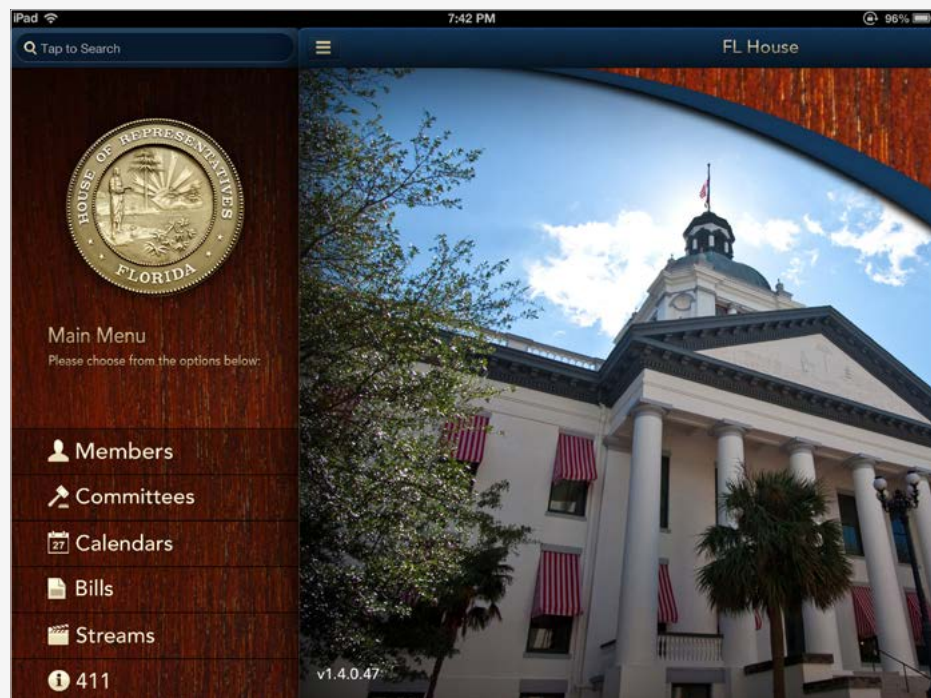 iPad
7:42 PM
96%
Tap to Search
FL House
HOUSE OF REPRESENTATIVES
FLORIDA
Main Menu
Please choose from the options below:
Members
Committees
27
Calendars
Bills
Streams
411
v1.4.0.47